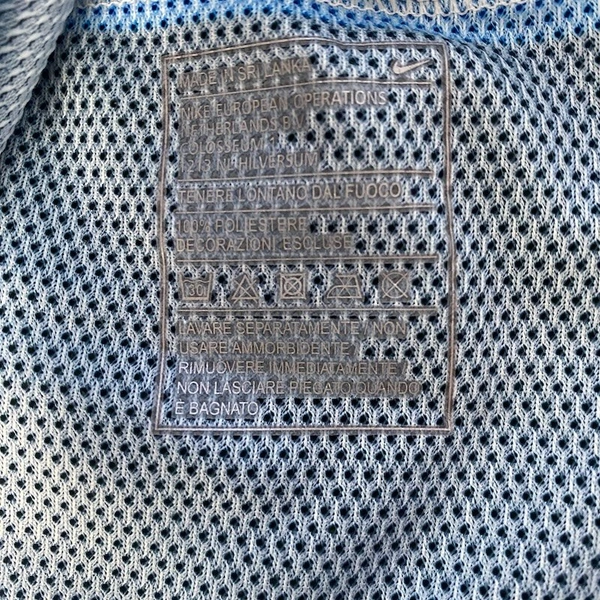 MADE IN SRI LANKA
NIKE EUROPEAN OPERATIONS
NETHERLANDS BV
COLOSSEUM 1
1213 NL HILVERSUM
TENERE LONTANO DAL FUOCO
100% POLIESTERE
DECORAZIONI ESCLUSE
30
LAVARE SEPARATAMENTE / NON
USARE AMMORBIDENTE /
RIMUOVERE IMMEDIATAMENTE /
NON LASCIARE PIEGATO QUANDO
E BAGNATO